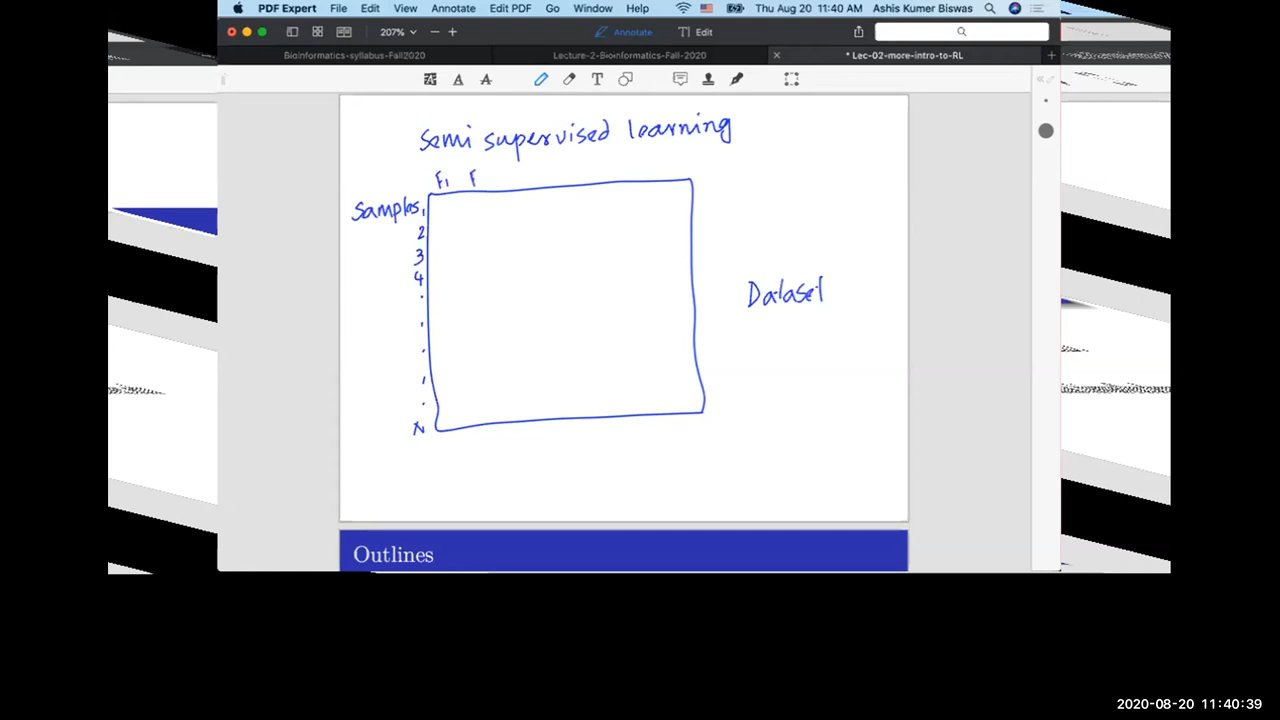 PDF Expert File Edit View Annotate Edit PDF Go Window Help Thu Aug 20 11:40 AM Ashis Kumer Biswas
207% Annotate Edit
Bioinformatics-syllabus-Fall2020 Lecture-2-Bioinformatics-Fall-2020 * Lec-02-more-intro-to-RL
Semi supervised learning
F1 F
Samples 1
2
3
4
Dataset
N
Outlines
2020-08-20 11:40:39